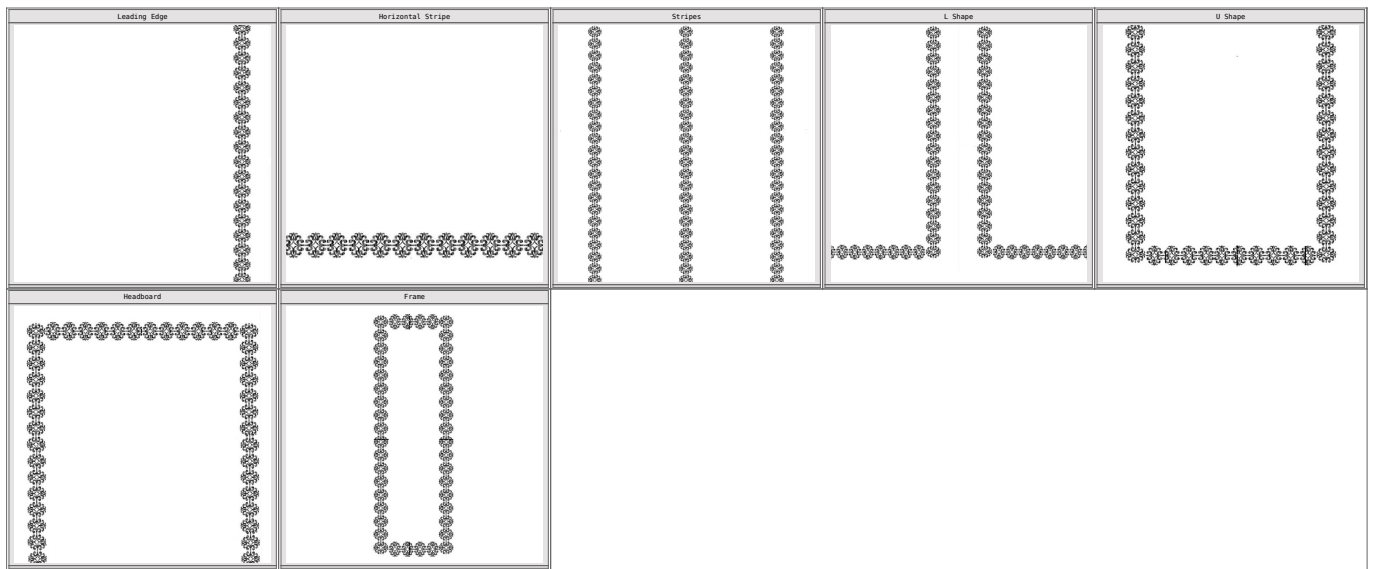 Leading Edge
Horizontal Stripe
Stripes
L Shape
U Shape
Headboard
Frame